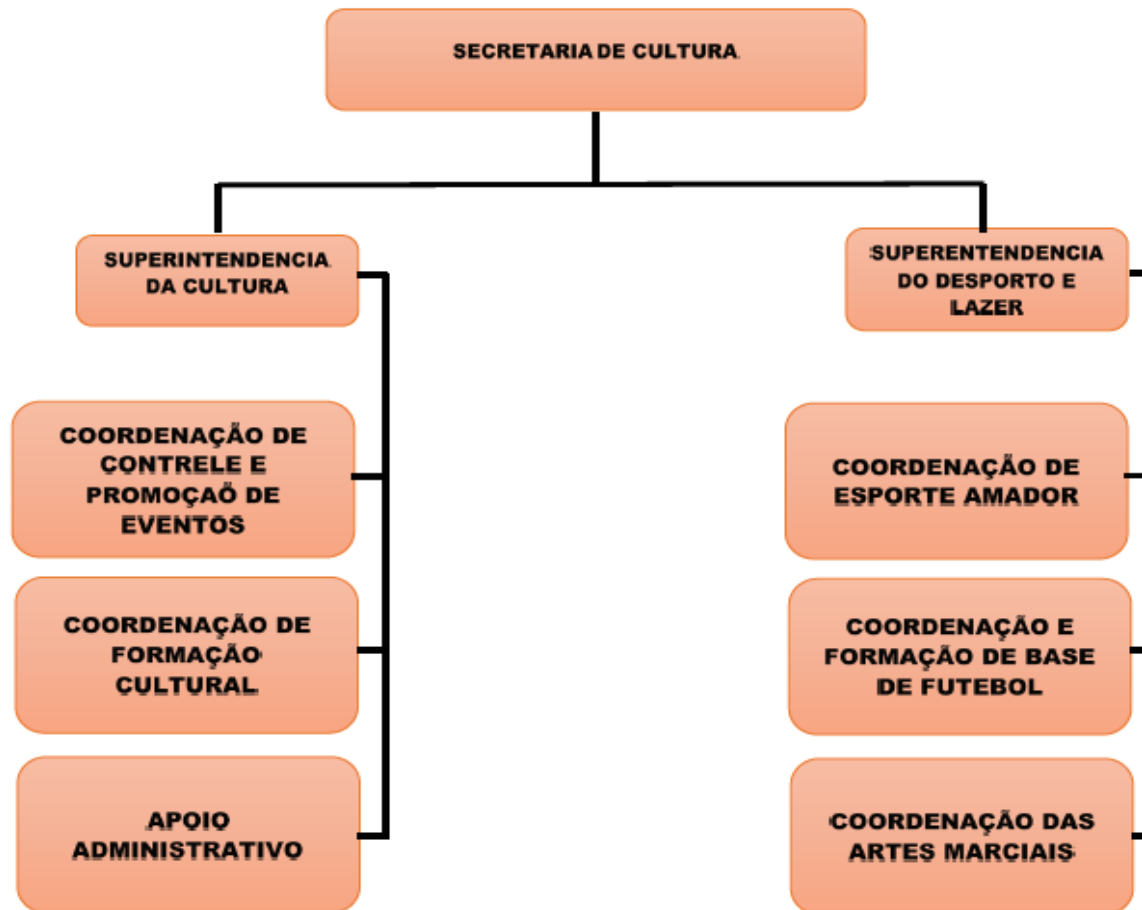 SECRETARIA DE CULTURA
SUPERINTENDENCIA
DA CULTURA
SUPERENTENDENCIA
DO DESPORTO E
LAZER
COORDENAÇÃO DE
CONTRELE E
PROMOÇAÕ DE
EVENTOS
COORDENAÇÃO DE
ESPORTE AMADOR
COORDENAÇÃO DE
FORMAÇÃO
CULTURAL
COORDENAÇÃO E
FORMAÇÃO DE BASE
DE FUTEBOL
APOIO
ADMINISTRATIVO
COORDENAÇÃO DAS
ARTES MARCIAIS